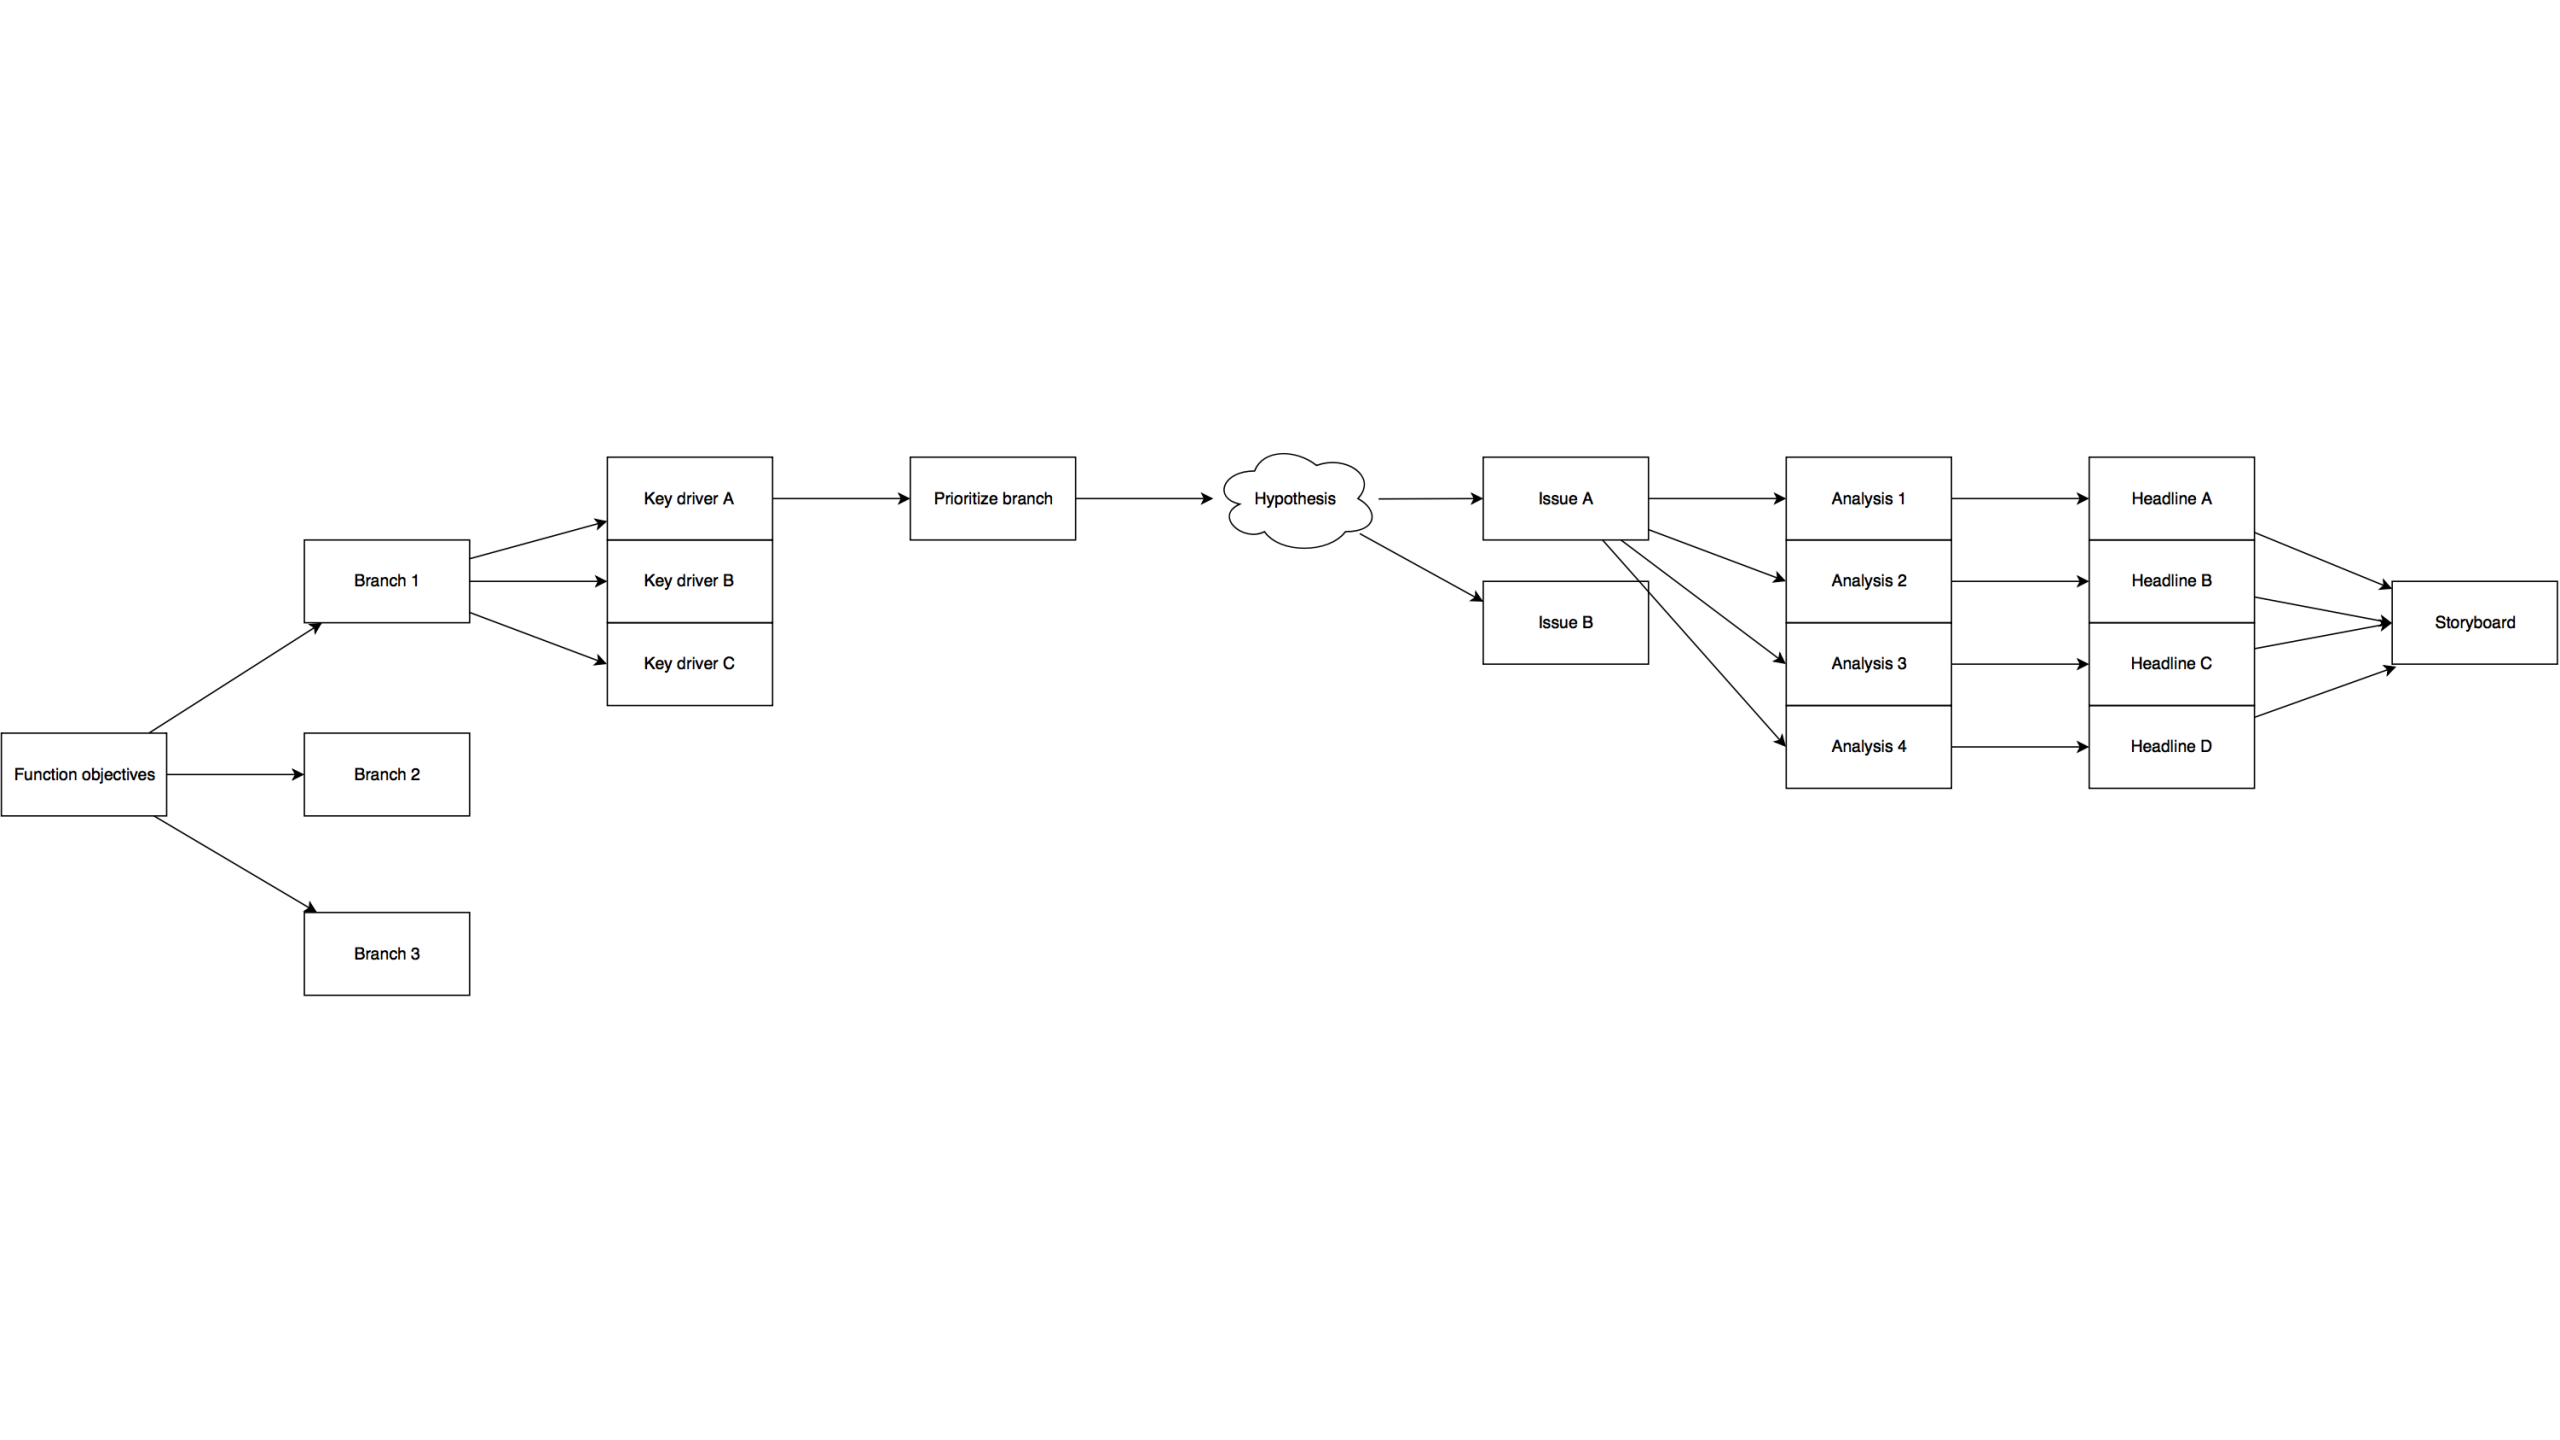 Function objectives
Branch 1
Branch 2
Branch 3
Key driver A
Key driver B
Key driver C
Prioritize branch
Hypothesis
Issue A
Issue B
Analysis 1
Analysis 2
Analysis 3
Analysis 4
Headline A
Headline B
Headline C
Headline D
Storyboard